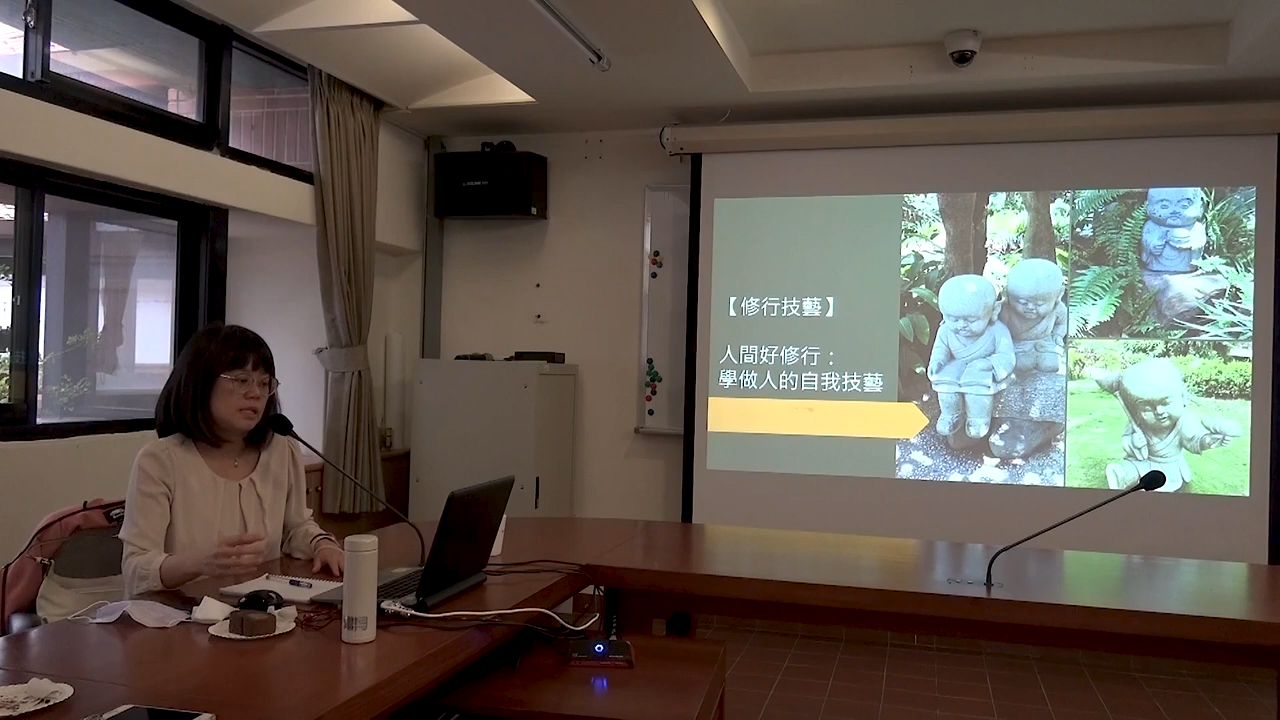 【修行技藝】
人間好修行：
學做人的自我技藝